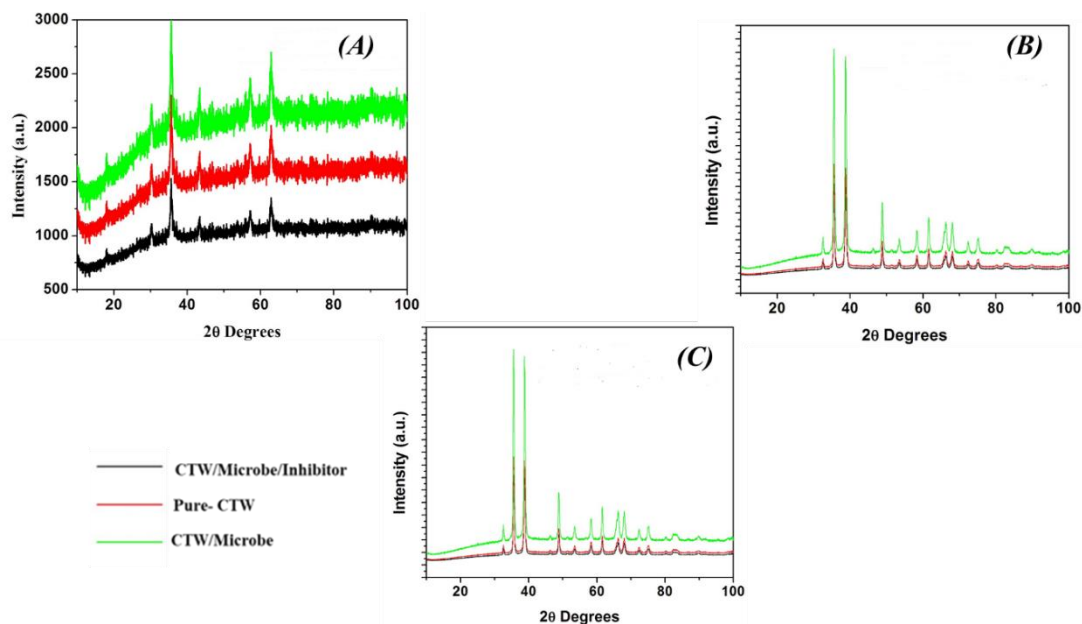 (A)
3000
2500
2000
1500
1000
500
Intensity (a.u.)
20 40 60 80 100
2θ Degrees
(B)
Intensity (a.u.)
20 40 60 80 100
2θ Degrees
(C)
Intensity (a.u.)
20 40 60 80 100
2θ Degrees
CTW/Microbe/Inhibitor
Pure- CTW
CTW/Microbe